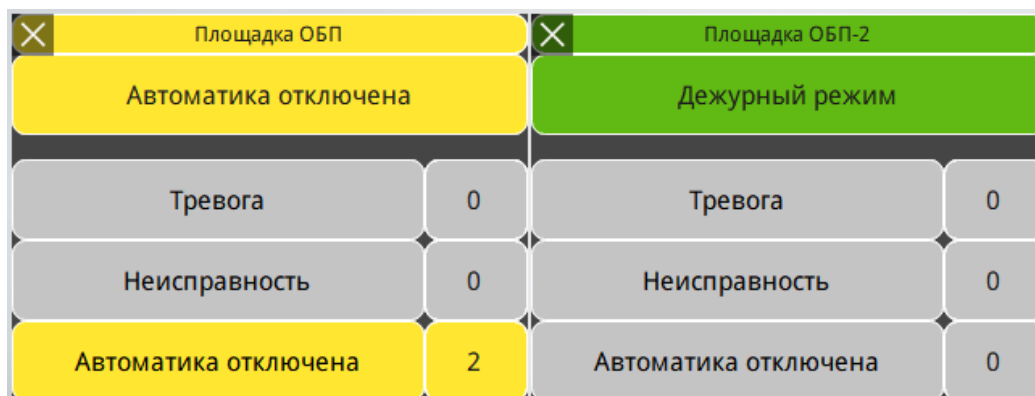 Площадка ОБП
Автоматика отключена
Тревога 0
Неисправность 0
Автоматика отключена 2
Площадка ОБП-2
Дежурный режим
Тревога 0
Неисправность 0
Автоматика отключена 0